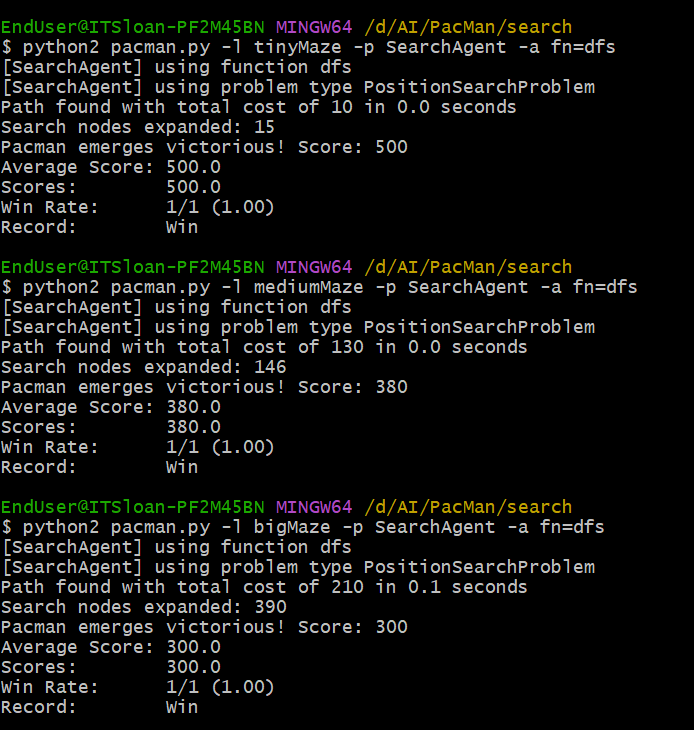 EndUser@ITSloan-PF2M45BN MINGW64 /d/AI/PacMan/search
$ python2 pacman.py -l tinyMaze -p SearchAgent -a fn=dfs
[SearchAgent] using function dfs
[SearchAgent] using problem type PositionSearchProblem
Path found with total cost of 10 in 0.0 seconds
Search nodes expanded: 15
Pacman emerges victorious! Score: 500
Average Score: 500.0
Scores:        500.0
Win Rate:      1/1 (1.00)
Record:        Win

EndUser@ITSloan-PF2M45BN MINGW64 /d/AI/PacMan/search
$ python2 pacman.py -l mediumMaze -p SearchAgent -a fn=dfs
[SearchAgent] using function dfs
[SearchAgent] using problem type PositionSearchProblem
Path found with total cost of 130 in 0.0 seconds
Search nodes expanded: 146
Pacman emerges victorious! Score: 380
Average Score: 380.0
Scores:        380.0
Win Rate:      1/1 (1.00)
Record:        Win

EndUser@ITSloan-PF2M45BN MINGW64 /d/AI/PacMan/search
$ python2 pacman.py -l bigMaze -p SearchAgent -a fn=dfs
[SearchAgent] using function dfs
[SearchAgent] using problem type PositionSearchProblem
Path found with total cost of 210 in 0.1 seconds
Search nodes expanded: 390
Pacman emerges victorious! Score: 300
Average Score: 300.0
Scores:        300.0
Win Rate:      1/1 (1.00)
Record:        Win